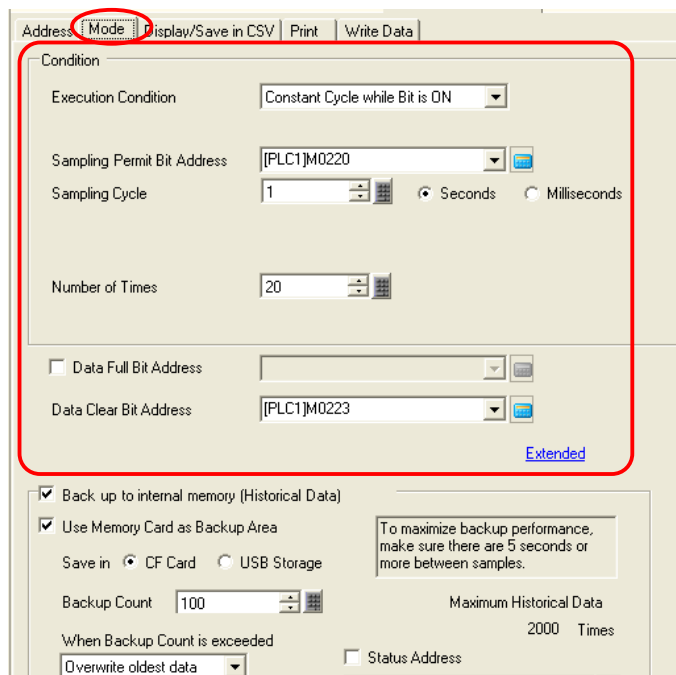 Address Mode Display/Save in CSV Print Write Data
Condition
Execution Condition Constant Cycle while Bit is ON
Sampling Permit Bit Address [PLC1]M0220
Sampling Cycle 1 Seconds Milliseconds
Number of Times 20
Data Full Bit Address
Data Clear Bit Address [PLC1]M0223
Extended
Back up to internal memory (Historical Data)
Use Memory Card as Backup Area
To maximize backup performance,
make sure there are 5 seconds or
more between samples.
Save in CF Card USB Storage
Backup Count 100
Maximum Historical Data
2000 Times
When Backup Count is exceeded
Overwrite oldest data
Status Address